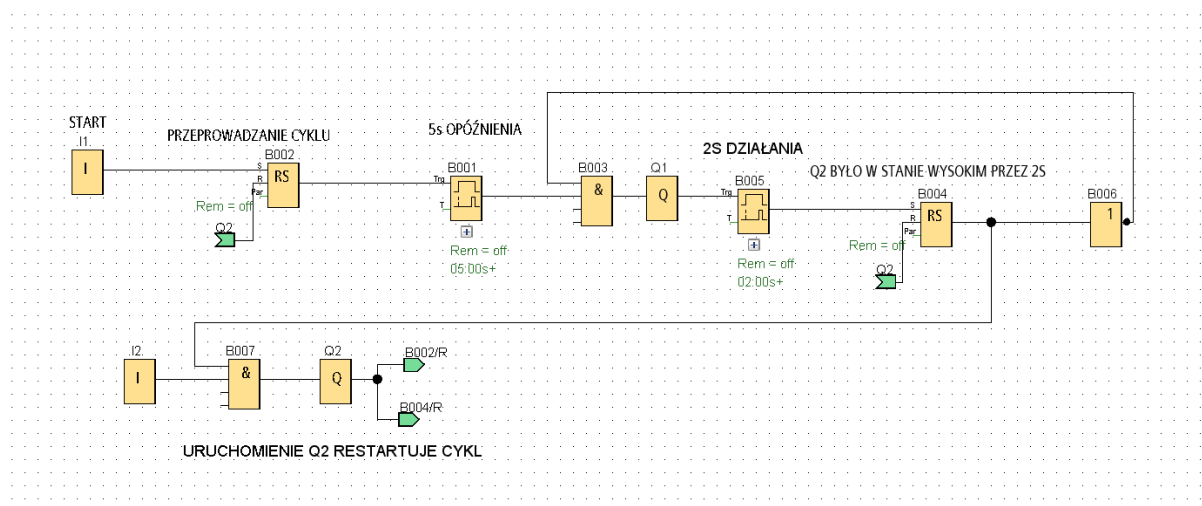 START
I1
I
PRZEPROWADZANIE CYKLU
B002
S
R
Par
RS
Rem = off
Q2
5s OPÓŹNIENIA
B001
Trg
T
Rem = off
05:00s+
B003
&
Q1
Q
2S DZIAŁANIA
B005
Trg
T
Rem = off
02:00s+
Q2 BYŁO W STANIE WYSOKIM PRZEZ 2S
B004
S
R
Par
RS
Rem = off
Q2
B006
1
I2
I
B007
&
Q2
Q
B002/R
B004/R
URUCHOMIENIE Q2 RESTARTUJE CYKL